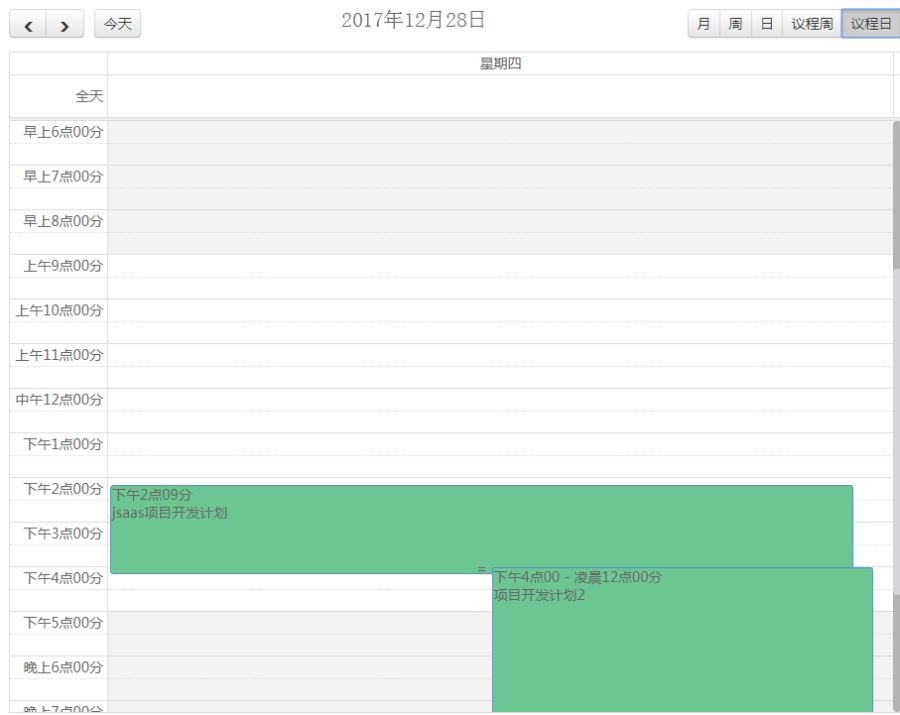 今天
2017年12月28日
月 周 日 议程周 议程日
星期四
全天
早上6点00分
早上7点00分
早上8点00分
上午9点00分
上午10点00分
上午11点00分
中午12点00分
下午1点00分
下午2点00分
下午2点09分
jsaas项目开发计划
下午3点00分
=
下午4点00分
下午4点00 - 凌晨12点00分
项目开发计划2
下午5点00分
晚上6点00分
晚上7点00分